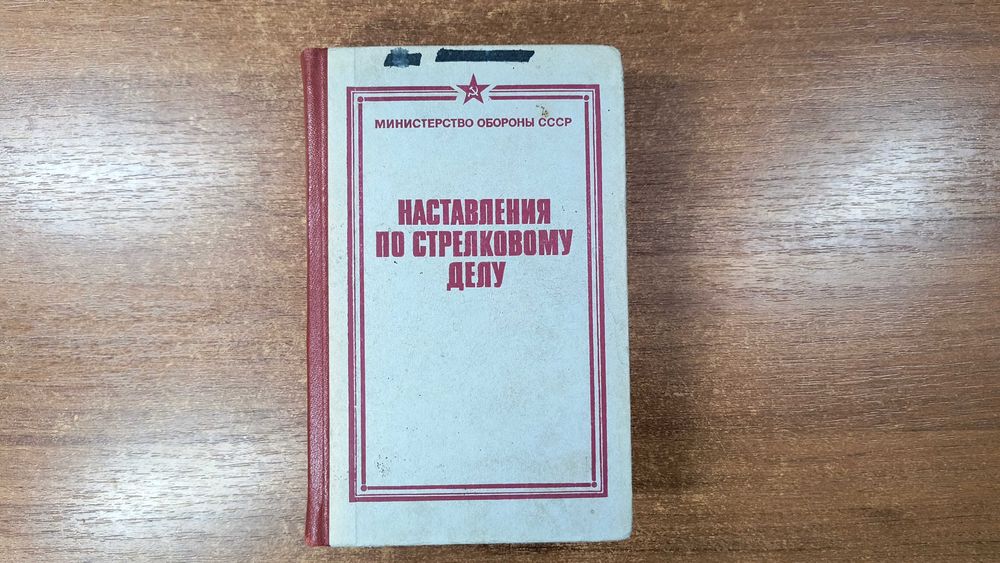 МИНИСТЕРСТВО ОБОРОНЫ СССР
НАСТАВЛЕНИЯ
ПО СТРЕЛКОВОМУ
ДЕЛУ